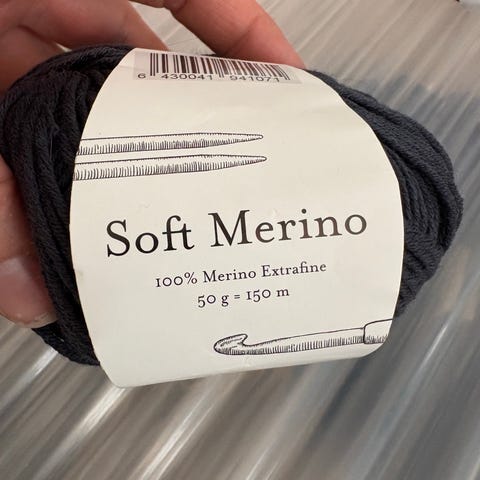 6 430041 941071
Soft Merino
100% Merino Extrafine
50 g = 150 m